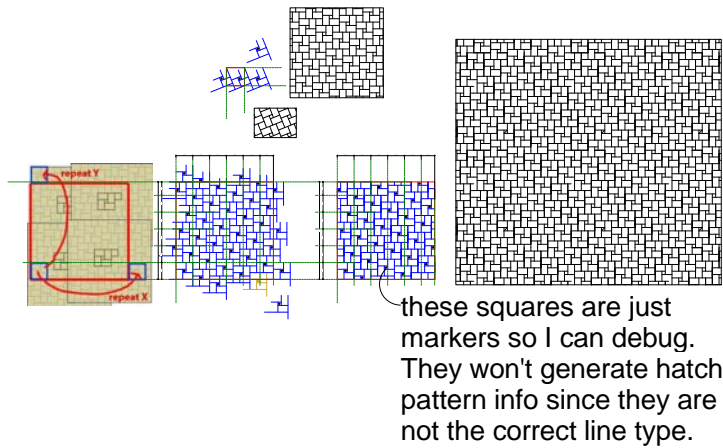 repeat Y
repeat X
these squares are just
markers so I can debug.
They won't generate hatch
pattern info since they are
not the correct line type.